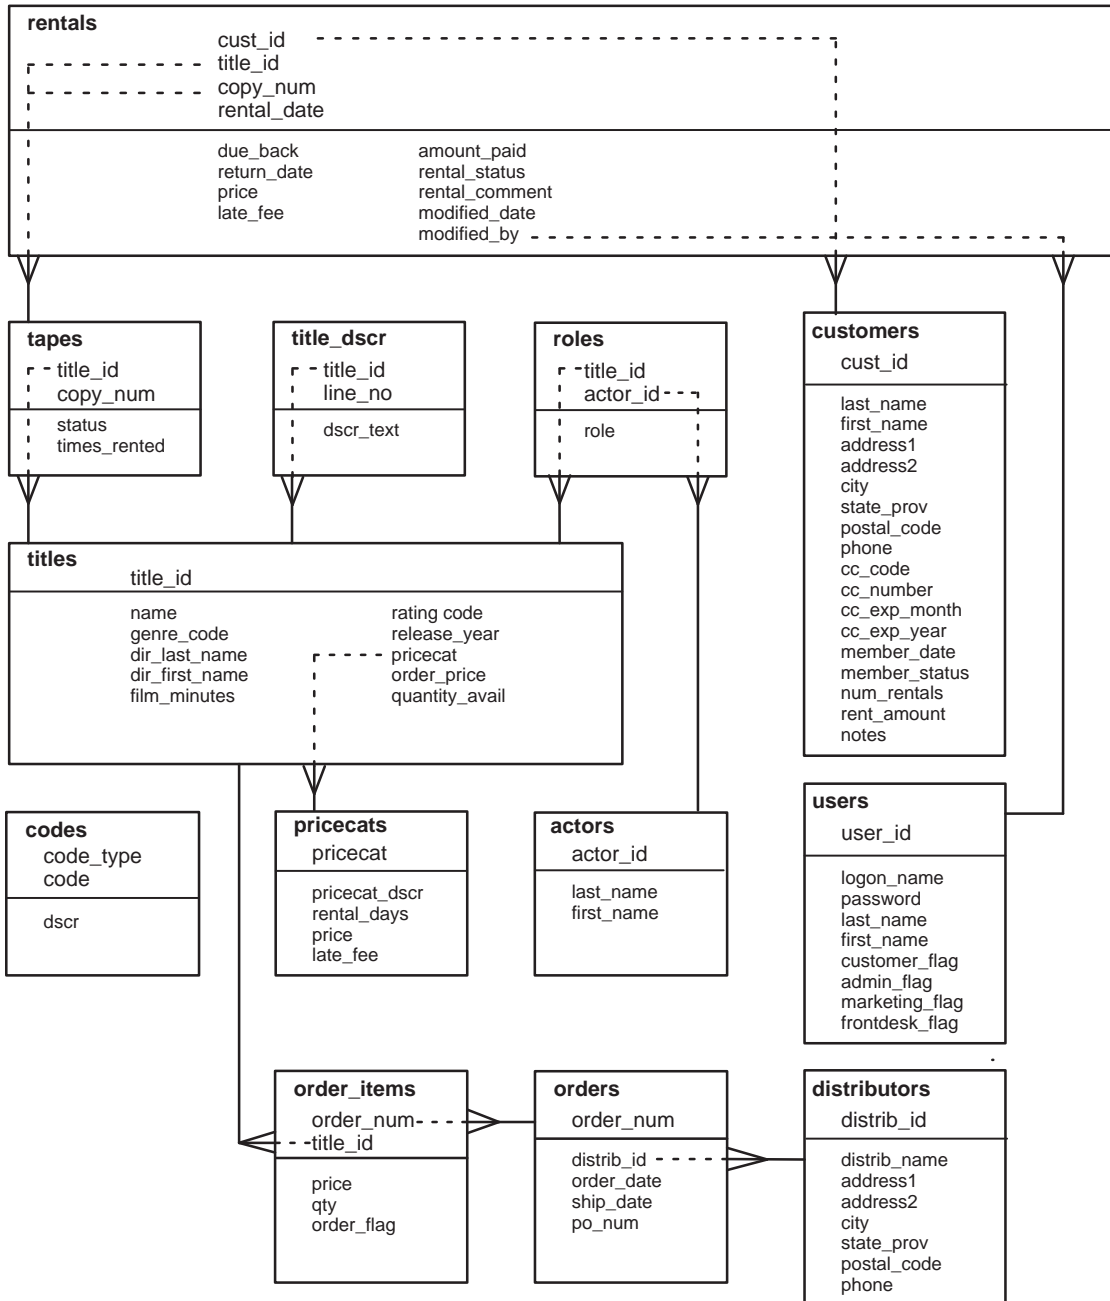 rentals
cust_id
title_id
copy_num
rental_date
due_back
return_date
price
late_fee
amount_paid
rental_status
rental_comment
modified_date
modified_by
tapes
title_id
copy_num
status
times_rented
title_dscr
title_id
line_no
dscr_text
roles
title_id
actor_id
role
customers
cust_id
last_name
first_name
address1
address2
city
state_prov
postal_code
phone
cc_code
cc_number
cc_exp_month
cc_exp_year
member_date
member_status
num_rentals
rent_amount
notes
titles
title_id
name
genre_code
dir_last_name
dir_first_name
film_minutes
rating code
release_year
pricecat
order_price
quantity_avail
codes
code_type
code
dscr
pricecats
pricecat
pricecat_dscr
rental_days
price
late_fee
actors
actor_id
last_name
first_name
users
user_id
logon_name
password
last_name
first_name
customer_flag
admin_flag
marketing_flag
frontdesk_flag
order_items
order_num
title_id
price
qty
order_flag
orders
order_num
distrib_id
order_date
ship_date
po_num
distributors
distrib_id
distrib_name
address1
address2
city
state_prov
postal_code
phone